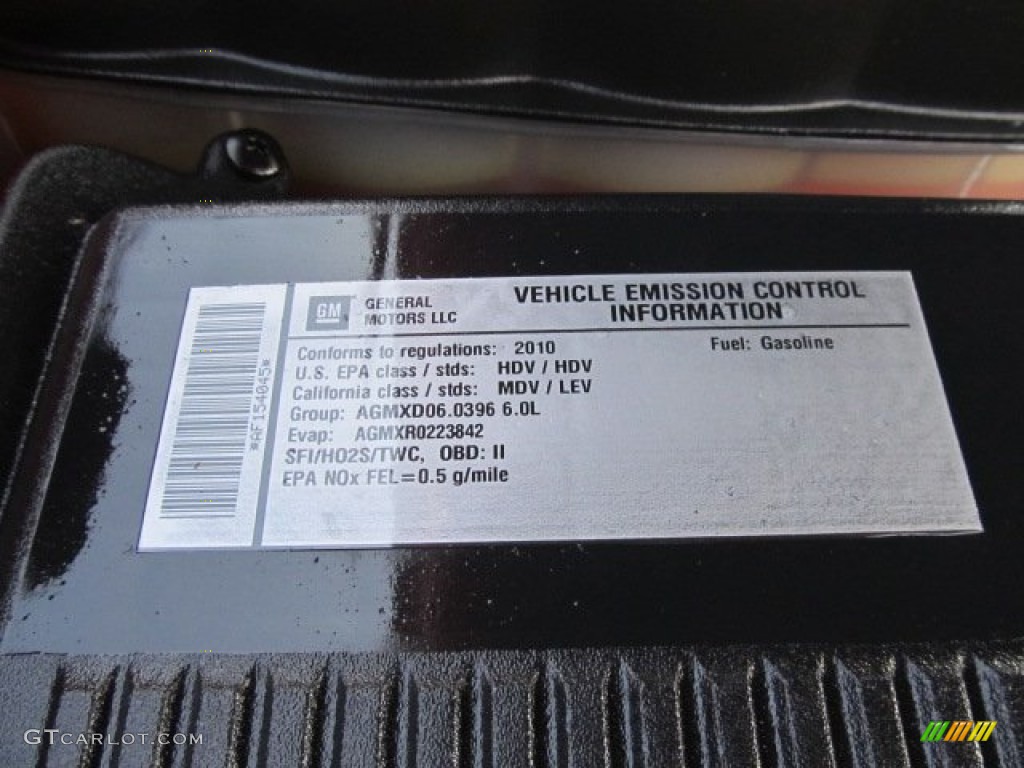 GM GENERAL MOTORS LLC
VEHICLE EMISSION CONTROL
INFORMATION
*AF154045*
Conforms to regulations: 2010
Fuel: Gasoline
U.S. EPA class / stds: HDV / HDV
California class / stds: MDV / LEV
Group: AGMXD06.0396 6.0L
Evap: AGMXR0223842
SFI/HO2S/TWC, OBD: II
EPA NOx FEL=0.5 g/mile
GTCarLot.com